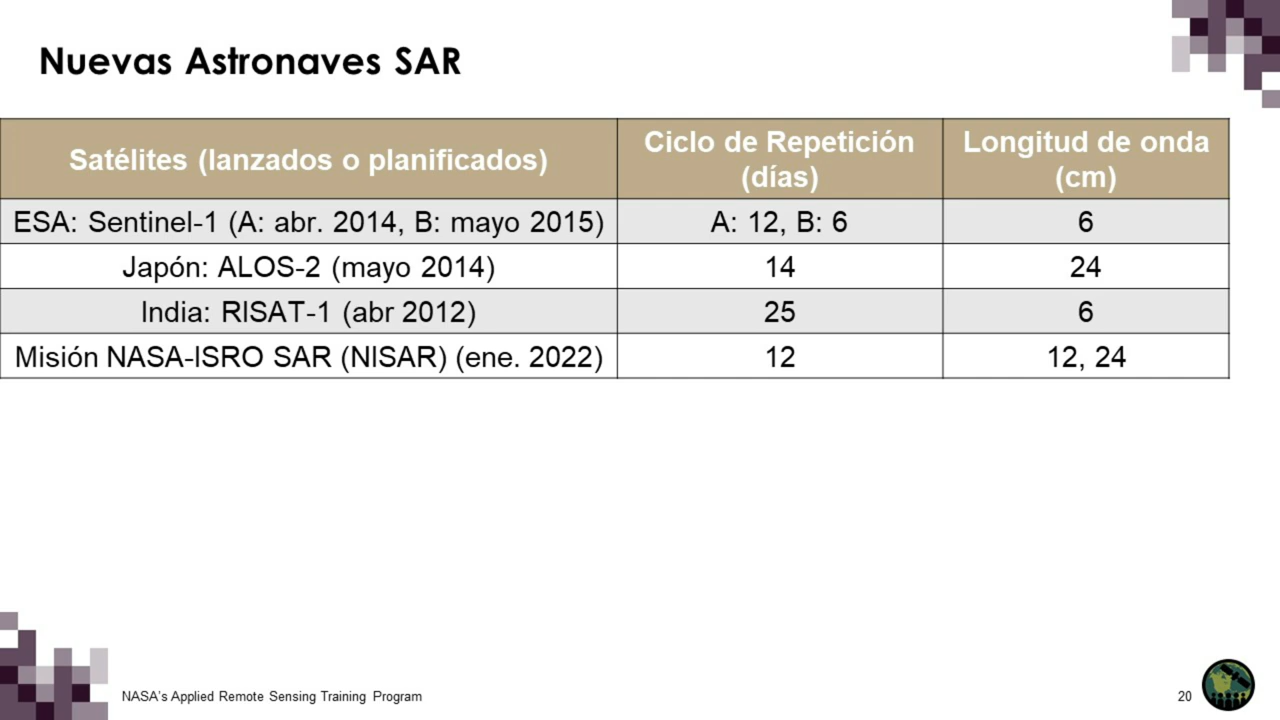 Nuevas Astronaves SAR
Satélites (lanzados o planificados)
Ciclo de Repetición
(días)
Longitud de onda
(cm)
ESA: Sentinel-1 (A: abr. 2014, B: mayo 2015)
A: 12, B: 6
6
Japón: ALOS-2 (mayo 2014)
14
24
India: RISAT-1 (abr 2012)
25
6
Misión NASA-ISRO SAR (NISAR) (ene. 2022)
12
12, 24
NASA's Applied Remote Sensing Training Program
20